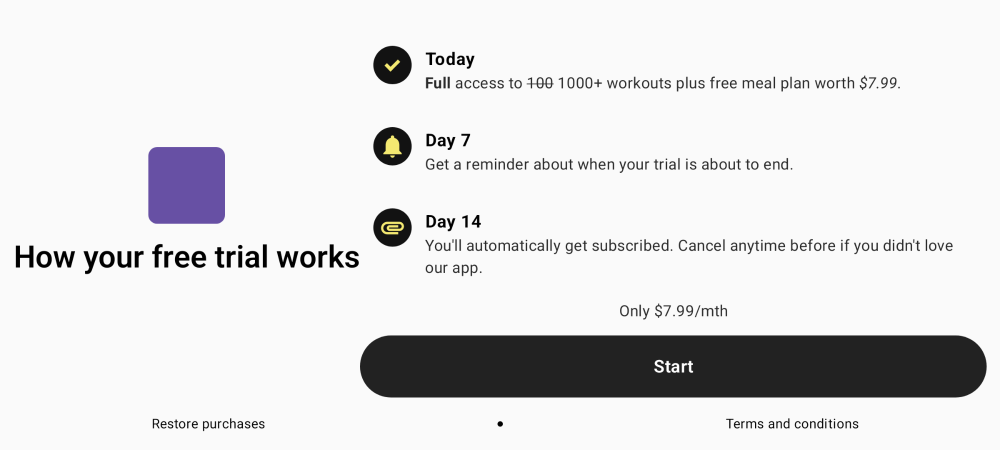 How your free trial works
Today
Full access to 100 1000+ workouts plus free meal plan worth $7.99.
Day 7
Get a reminder about when your trial is about to end.
Day 14
You'll automatically get subscribed. Cancel anytime before if you didn't love
our app.
Only $7.99/mth
Start
Restore purchases
Terms and conditions